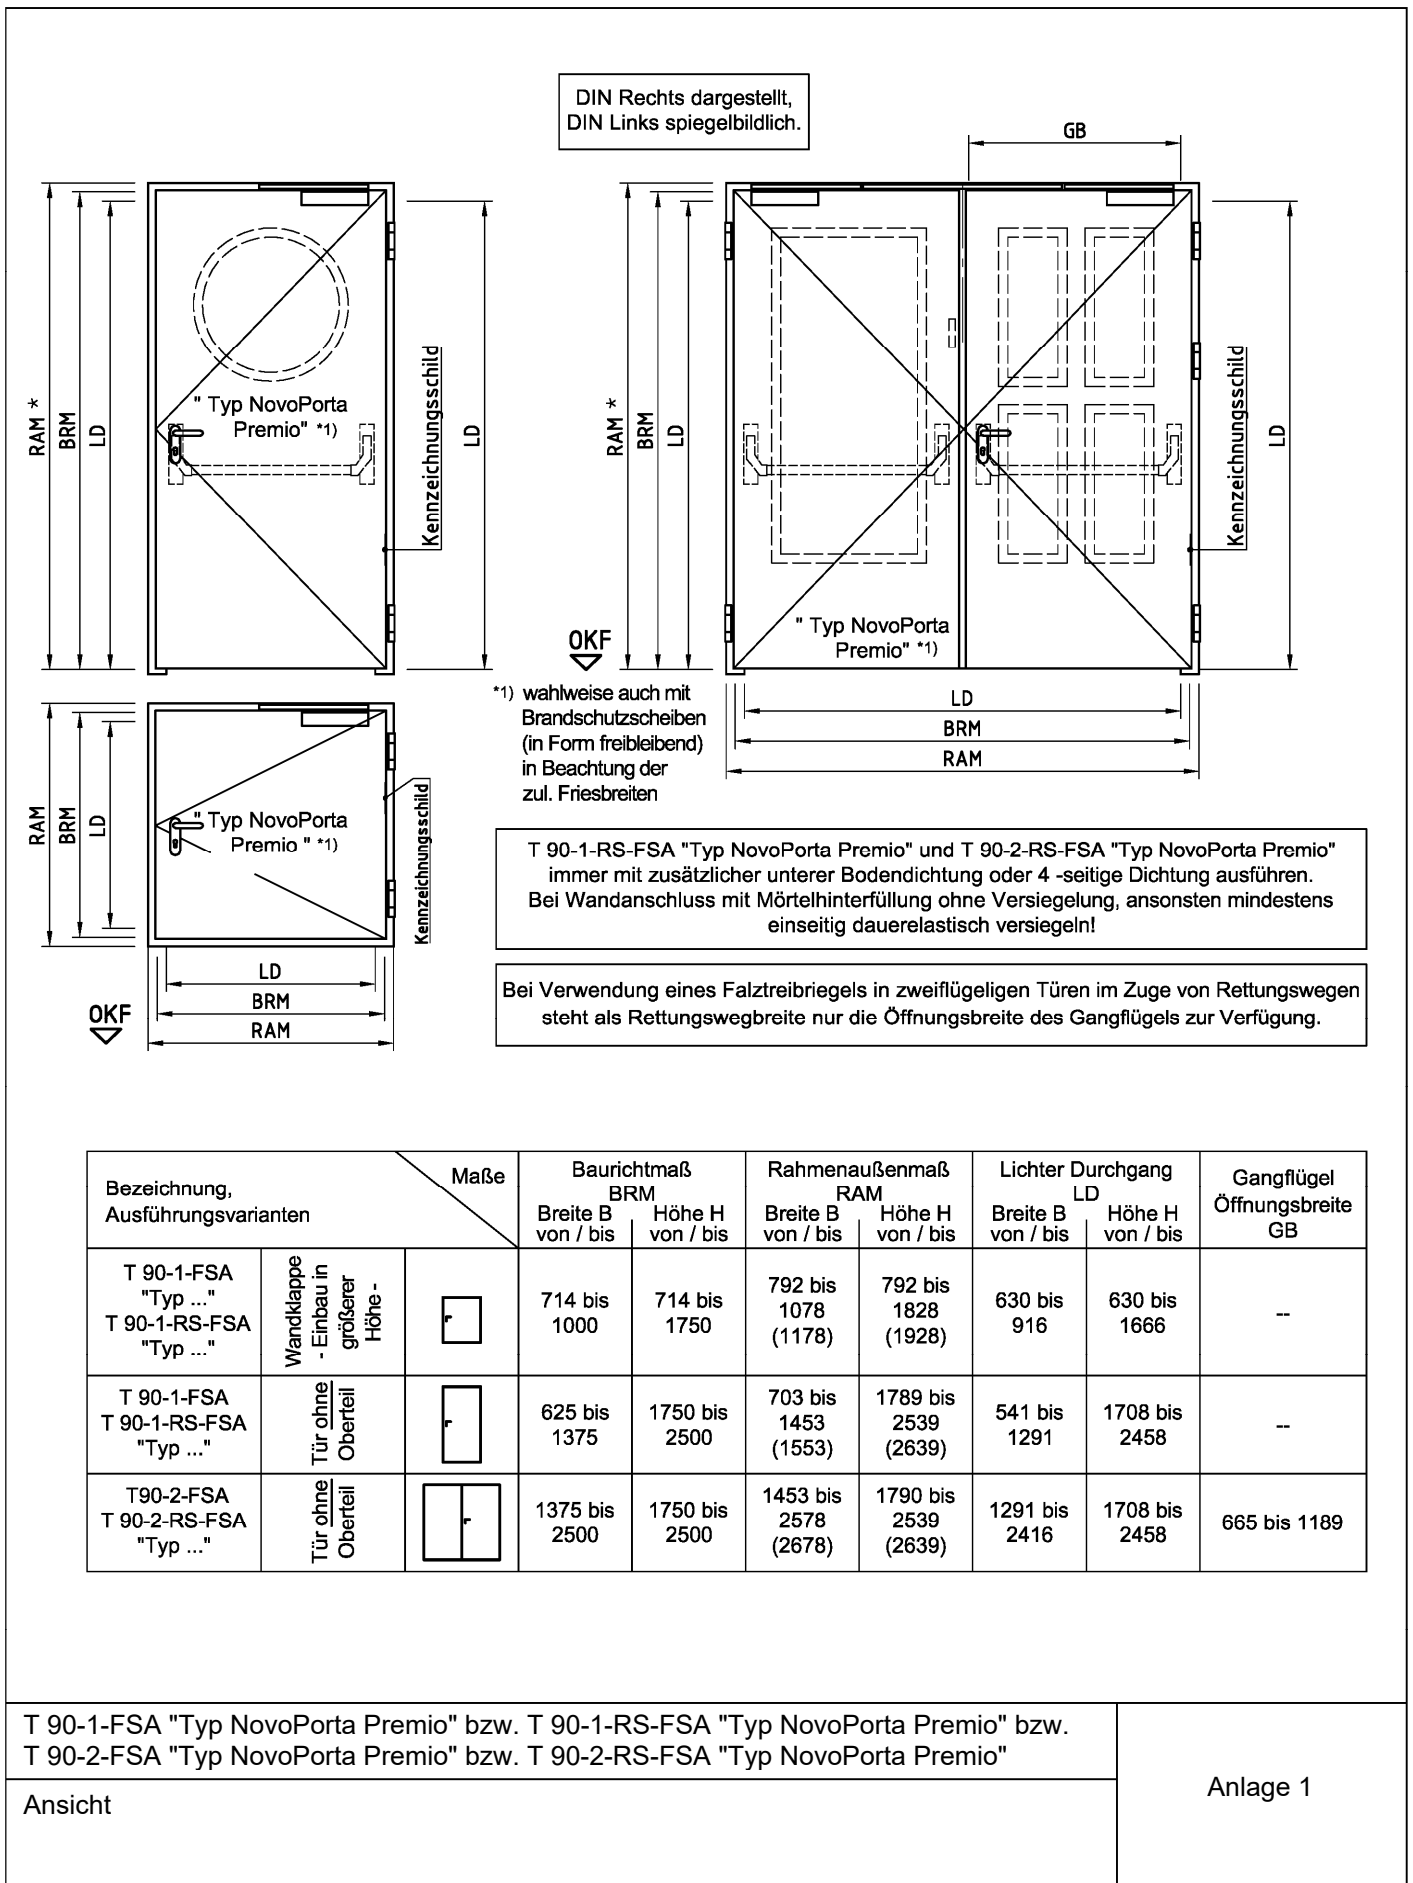 DIN Rechts dargestellt,
DIN Links spiegelbildlich.
RAM *
BRM
LD
" Typ NovoPorta
Premio" *1)
Kennzeichnungsschild
LD
GB
RAM *
BRM
LD
" Typ NovoPorta
Premio" *1)
Kennzeichnungsschild
LD
OKF
LD
BRM
RAM
*1) wahlweise auch mit
Brandschutzscheiben
(in Form freibleibend)
in Beachtung der
zul. Friesbreiten
RAM
BRM
LD
" Typ NovoPorta
Premio " *1)
Kennzeichnungsschild
LD
BRM
RAM
OKF
T 90-1-RS-FSA "Typ NovoPorta Premio" und T 90-2-RS-FSA "Typ NovoPorta Premio"
immer mit zusätzlicher unterer Bodendichtung oder 4 -seitige Dichtung ausführen.
Bei Wandanschluss mit Mörtelhinterfüllung ohne Versiegelung, ansonsten mindestens
einseitig dauerelastisch versiegeln!
Bei Verwendung eines Falztreibriegels in zweiflügeligen Türen im Zuge von Rettungswegen
steht als Rettungswegbreite nur die Öffnungsbreite des Gangflügels zur Verfügung.
Bezeichnung,
Ausführungsvarianten
Maße
Baurichtmaß
BRM
Breite B
von / bis
Höhe H
von / bis
Rahmenaußenmaß
RAM
Breite B
von / bis
Höhe H
von / bis
Lichter Durchgang
LD
Breite B
von / bis
Höhe H
von / bis
Gangflügel
Öffnungsbreite
GB
T 90-1-FSA
"Typ ..."
T 90-1-RS-FSA
"Typ ..."
Wandklappe
- Einbau in
größerer
Höhe -
714 bis
1000
714 bis
1750
792 bis
1078
(1178)
792 bis
1828
(1928)
630 bis
916
630 bis
1666
--
T 90-1-FSA
T 90-1-RS-FSA
"Typ ..."
Tür ohne
Oberteil
625 bis
1375
1750 bis
2500
703 bis
1453
(1553)
1789 bis
2539
(2639)
541 bis
1291
1708 bis
2458
--
T90-2-FSA
T 90-2-RS-FSA
"Typ ..."
Tür ohne
Oberteil
1375 bis
2500
1750 bis
2500
1453 bis
2578
(2678)
1790 bis
2539
(2639)
1291 bis
2416
1708 bis
2458
665 bis 1189
T 90-1-FSA "Typ NovoPorta Premio" bzw. T 90-1-RS-FSA "Typ NovoPorta Premio" bzw.
T 90-2-FSA "Typ NovoPorta Premio" bzw. T 90-2-RS-FSA "Typ NovoPorta Premio"
Ansicht
Anlage 1